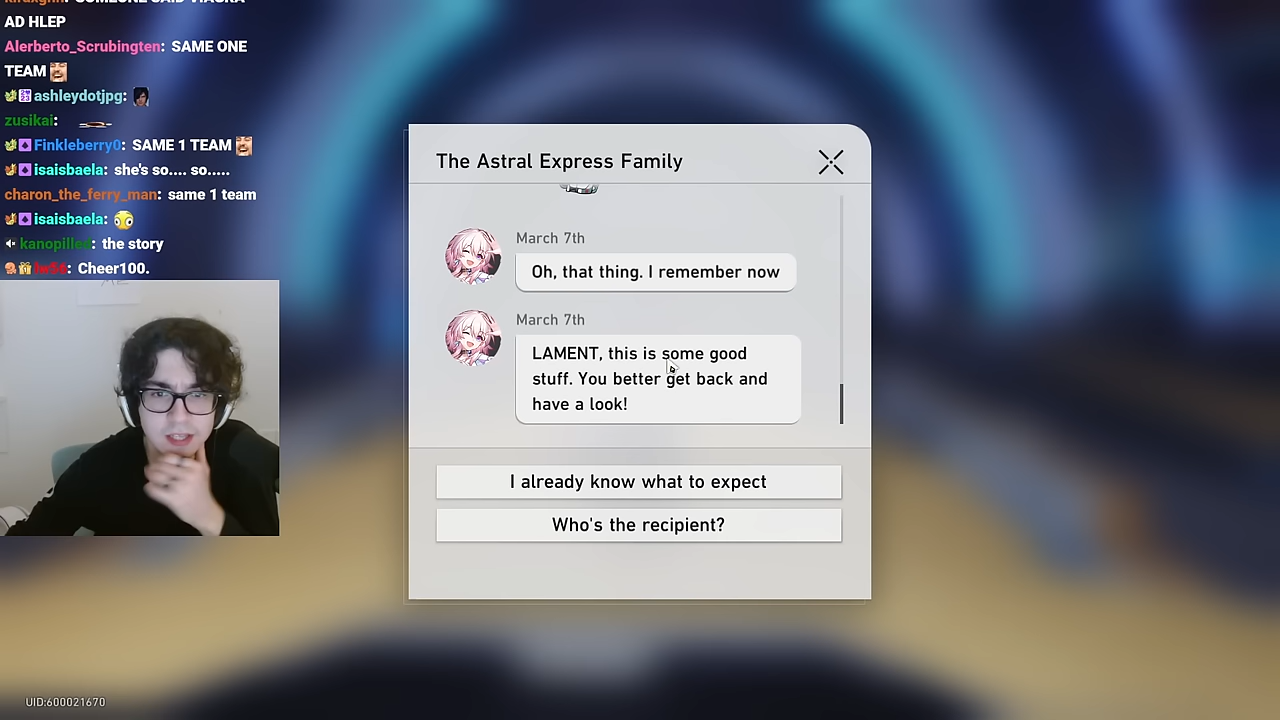 AD HLEP
Alerberto_Scrubington: SAME ONE
TEAM
ashleydotjpg:
zusikai:
Finkleberry0: SAME 1 TEAM
isaisbaela: she's so.... so.....
charon_the_ferry_man: same 1 team
isaisbaela:
kanopilled: the story
Cheer100.
The Astral Express Family
March 7th
Oh, that thing. I remember now
March 7th
LAMENT, this is some good
stuff. You better get back and
have a look!
I already know what to expect
Who's the recipient?
UID:600021670